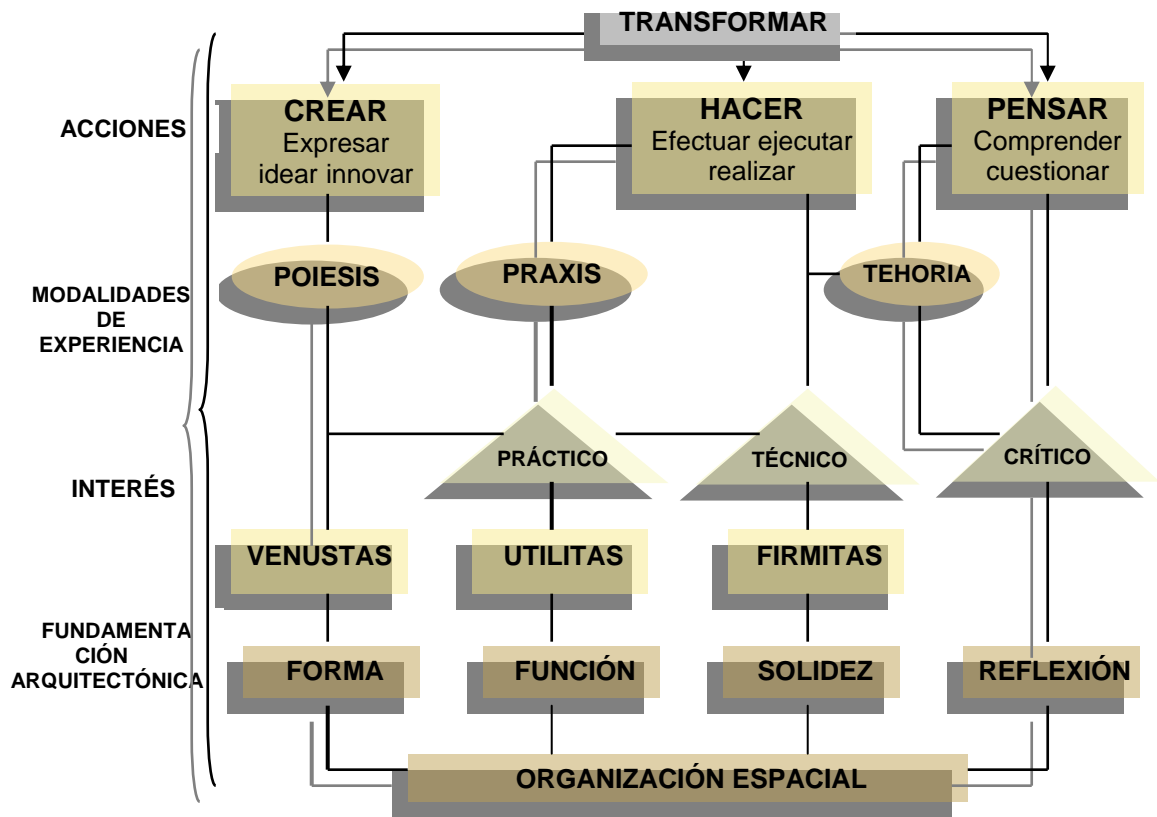 TRANSFORMAR
ACCIONES
CREAR
Expresar
idear innovar
HACER
Efectuar ejecutar
realizar
PENSAR
Comprender
cuestionar
MODALIDADES
DE
EXPERIENCIA
POIESIS
PRAXIS
TEHORIA
INTERÉS
PRÁCTICO
TÉCNICO
CRÍTICO
VENUSTAS
UTILITAS
FIRMITAS
FUNDAMENTA
CIÓN
ARQUITECTÓNICA
FORMA
FUNCIÓN
SOLIDEZ
REFLEXIÓN
ORGANIZACIÓN ESPACIAL